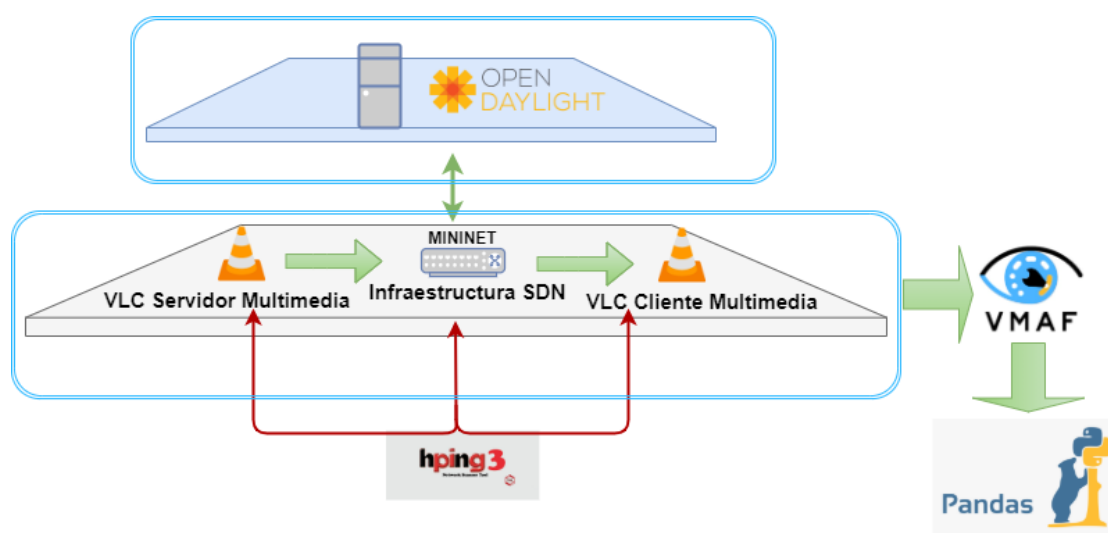 OPEN
DAYLIGHT
MININET
VLC Servidor Multimedia
Infraestructura SDN
VLC Cliente Multimedia
VMAF
hping3
Pandas